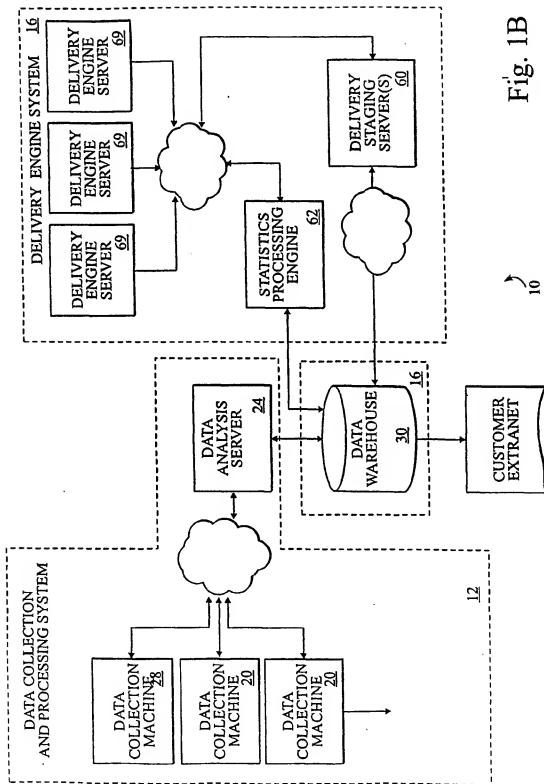 DATA COLLECTION
AND PROCESSING SYSTEM
DATA
COLLECTION
MACHINE
28
DATA
COLLECTION
MACHINE
20
DATA
COLLECTION
MACHINE
20
12
DATA
ANALYSIS
SERVER
24
DATA
WAREHOUSE
30
16
CUSTOMER
EXTRANET
DELIVERY ENGINE SYSTEM
16
DELIVERY
ENGINE
SERVER
69
DELIVERY
ENGINE
SERVER
69
DELIVERY
ENGINE
SERVER
69
STATISTICS
PROCESSING
ENGINE
62
DELIVERY
STAGING
SERVER(S)
60
10
Fig. 1B